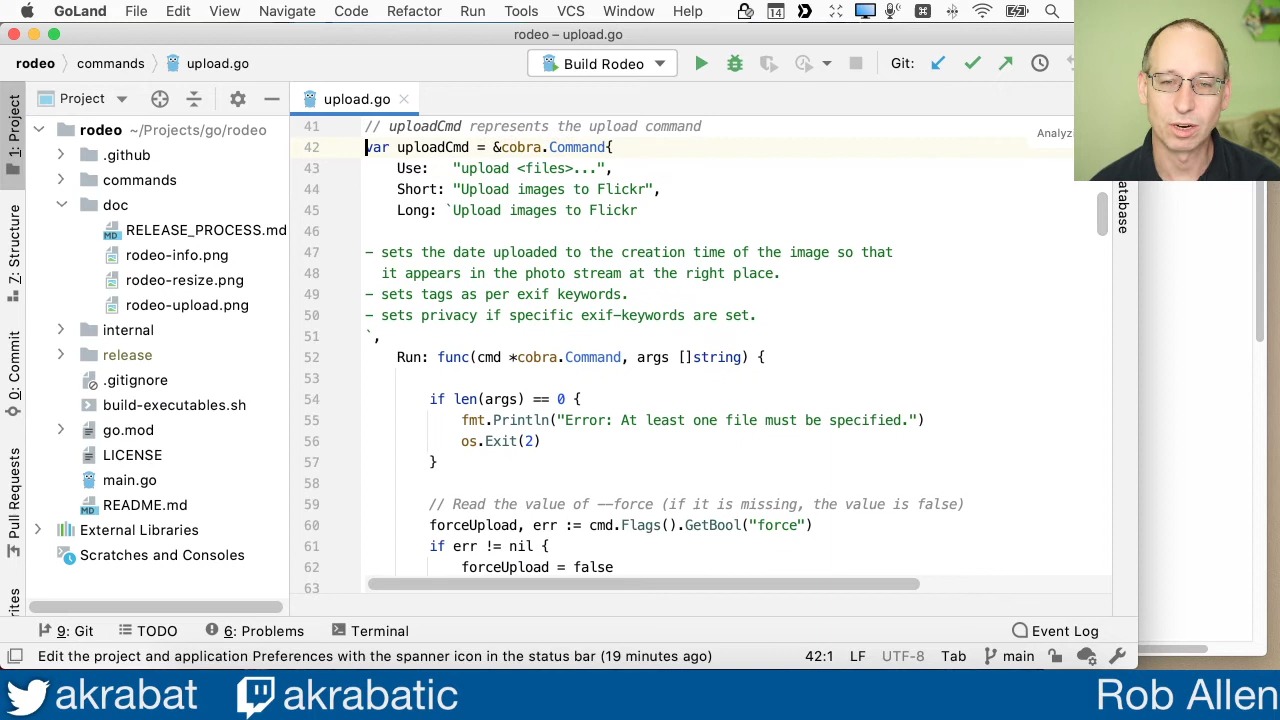 GoLand File Edit View Navigate Code Refactor Run Tools VCS Window Help 14
rodeo – upload.go
rodeo commands upload.go Build Rodeo Git:
1: Project
Z: Structure
0: Commit
Pull Requests
Project
rodeo ~/Projects/go/rodeo
.github
commands
doc
RELEASE_PROCESS.md
rodeo-info.png
rodeo-resize.png
rodeo-upload.png
internal
release
.gitignore
build-executables.sh
go.mod
LICENSE
main.go
README.md
External Libraries
Scratches and Consoles
upload.go
41 // uploadCmd represents the upload command
42 var uploadCmd = &cobra.Command{
43 Use:   "upload <files>...",
44 Short: "Upload images to Flickr",
45 Long: `Upload images to Flickr
46
47 - sets the date uploaded to the creation time of the image so that
48 it appears in the photo stream at the right place.
49 - sets tags as per exif keywords.
50 - sets privacy if specific exif-keywords are set.
51 `,
52 Run: func(cmd *cobra.Command, args []string) {
53
54 if len(args) == 0 {
55 fmt.Println("Error: At least one file must be specified.")
56 os.Exit(2)
57 }
58
59 // Read the value of --force (if it is missing, the value is false)
60 forceUpload, err := cmd.Flags().GetBool("force")
61 if err != nil {
62 forceUpload = false
63
9: Git TODO 6: Problems Terminal Event Log
Edit the project and application Preferences with the spanner icon in the status bar (19 minutes ago) 42:1 LF UTF-8 Tab main
akrabat akrabatic Rob Allen